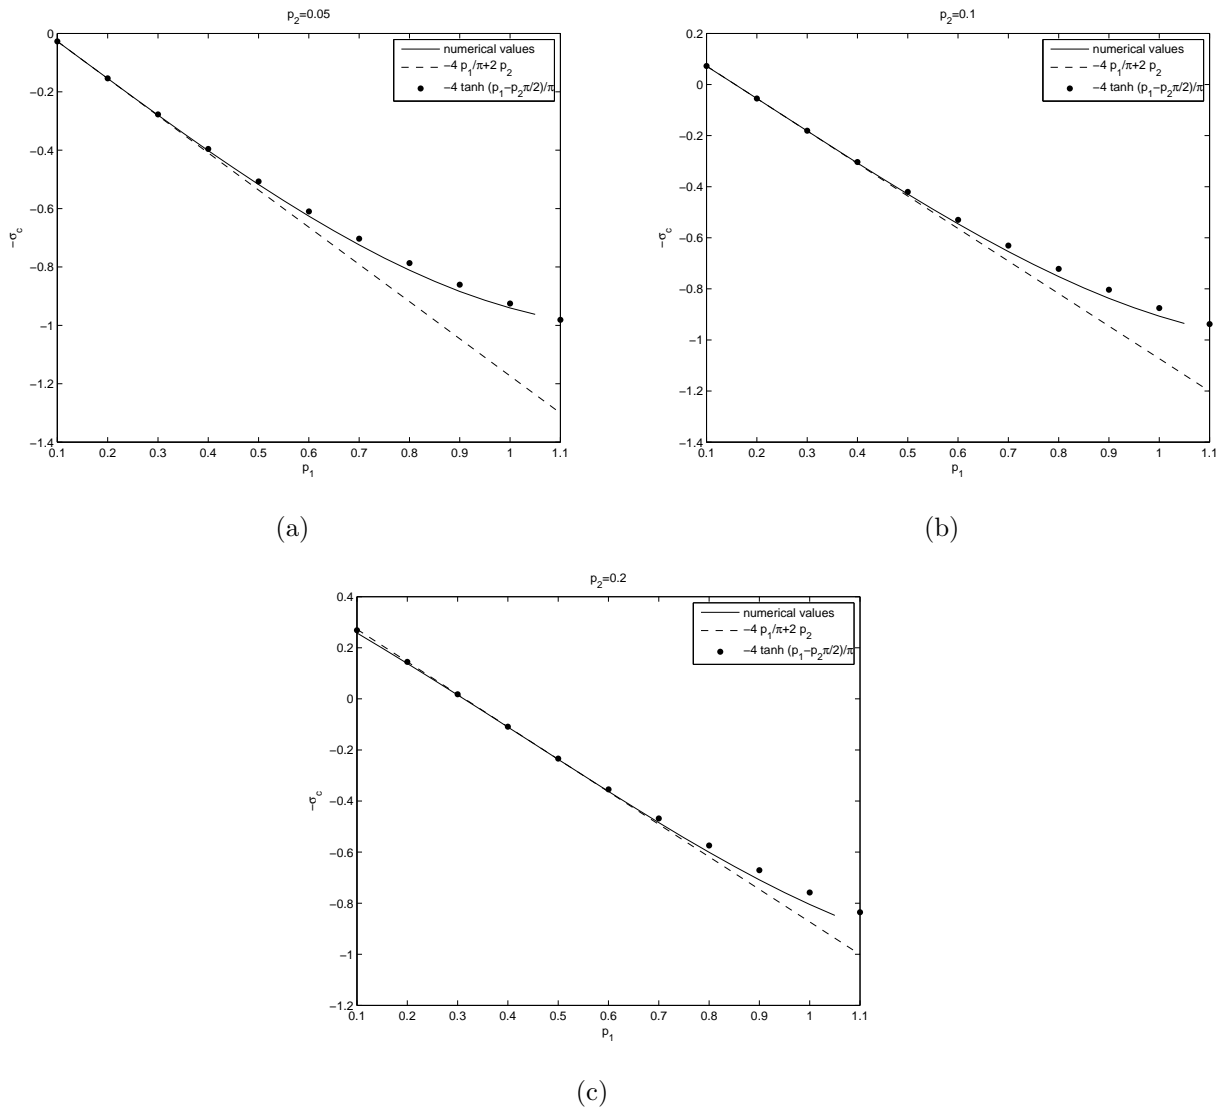 p2=0.05
0
−0.2
−0.4
−0.6
−0.8
−1
−1.2
−1.4
−σc
0.1 0.2 0.3 0.4 0.5 0.6 0.7 0.8 0.9 1 1.1
p1
numerical values
−4 p1/π+2 p2
−4 tanh (p1−p2π/2)/π
(a)
p2=0.1
0.2
0
−0.2
−0.4
−0.6
−0.8
−1
−1.2
−1.4
−σc
0.1 0.2 0.3 0.4 0.5 0.6 0.7 0.8 0.9 1 1.1
p1
numerical values
−4 p1/π+2 p2
−4 tanh (p1−p2π/2)/π
(b)
p2=0.2
0.4
0.2
0
−0.2
−0.4
−0.6
−0.8
−1
−1.2
−σc
0.1 0.2 0.3 0.4 0.5 0.6 0.7 0.8 0.9 1 1.1
p1
numerical values
−4 p1/π+2 p2
−4 tanh (p1−p2π/2)/π
(c)